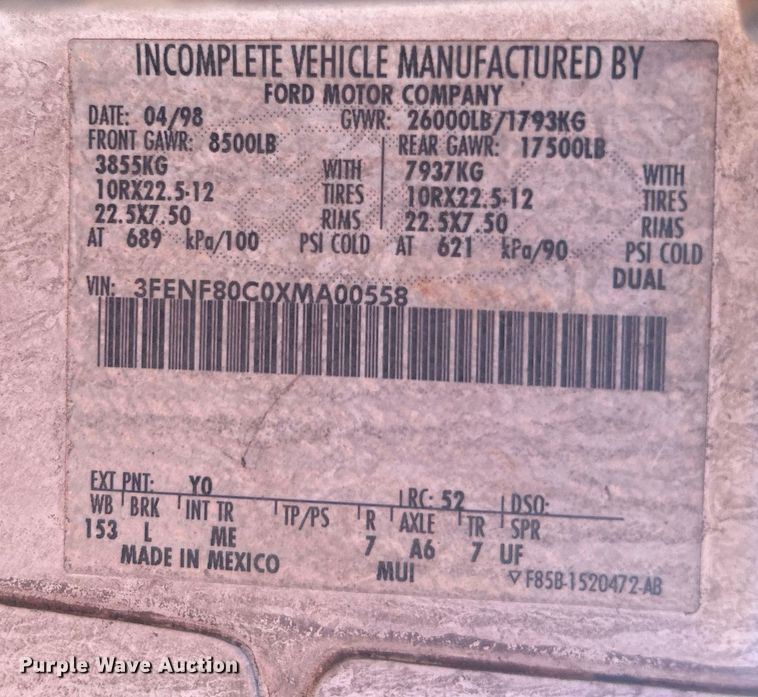 INCOMPLETE VEHICLE MANUFACTURED BY
FORD MOTOR COMPANY
DATE: 04/98 GVWR: 26000LB/1793KG
FRONT GAWR: 8500LB REAR GAWR: 17500LB
3855KG WITH 7937KG WITH
10RX22.5-12 TIRES 10RX22.5-12 TIRES
22.5X7.50 RIMS 22.5X7.50 RIMS
AT 689 kPa/100 PSI COLD AT 621 kPa/90 PSI COLD
DUAL
VIN: 3FENF80C0XMA00558
EXT PNT: YO RC: 52 DSO:
WB BRK INT TR TP/PS R AXLE TR SPR
153 L ME 7 A6 7 UF
MADE IN MEXICO MUI ▽ F85B-1520472-AB
Purple Wave Auction